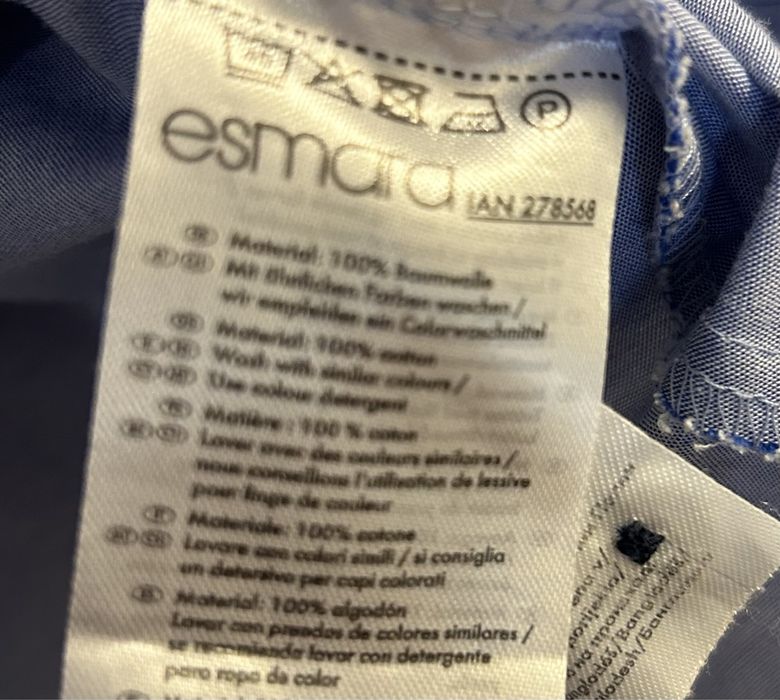 40
P
esmara
IAN 278568
Material: 100% Baumwolle
Mit ähnlichen Farben waschen /
wir empfehlen ein Colorwaschmittel
Material: 100% cotton
Wash with similar colours /
Use colour detergent
Matière : 100 % coton
Laver avec des couleurs similaires /
nous conseillons l'utilisation de lessive
pour linge de couleur
Materiale: 100% cotone
Lavare con colori simili / si consiglia
un detersivo per capi colorati
Material: 100% algodón
Lavar con prendas de colores similares /
se recomienda lavar con detergente
para ropa de color